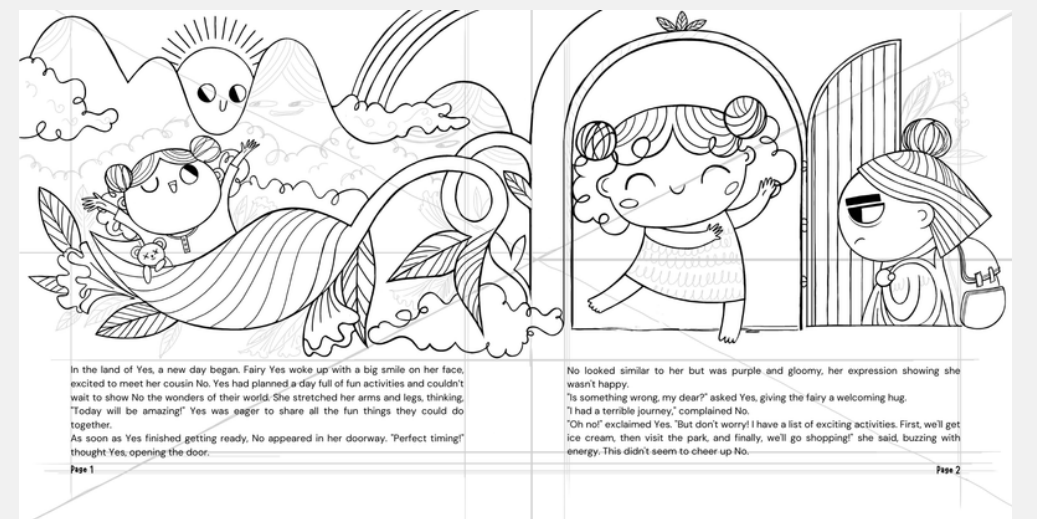 In the land of Yes, a new day began. Fairy Yes woke up with a big smile on her face,
excited to meet her cousin No. Yes had planned a day full of fun activities and couldn't
wait to show No the wonders of their world. She stretched her arms and legs, thinking,
"Today will be amazing!" Yes was eager to share all the fun things they could do
together.
As soon as Yes finished getting ready, No appeared in her doorway. "Perfect timing!"
thought Yes, opening the door.
Page 1
No looked similar to her but was purple and gloomy, her expression showing she
wasn't happy.
"Is something wrong, my dear?" asked Yes, giving the fairy a welcoming hug.
"I had a terrible journey," complained No.
"Oh no!" exclaimed Yes. "But don't worry! I have a list of exciting activities. First, we'll get
ice cream, then visit the park, and finally, we'll go shopping!" she said, buzzing with
energy. This didn't seem to cheer up No.
Page 2